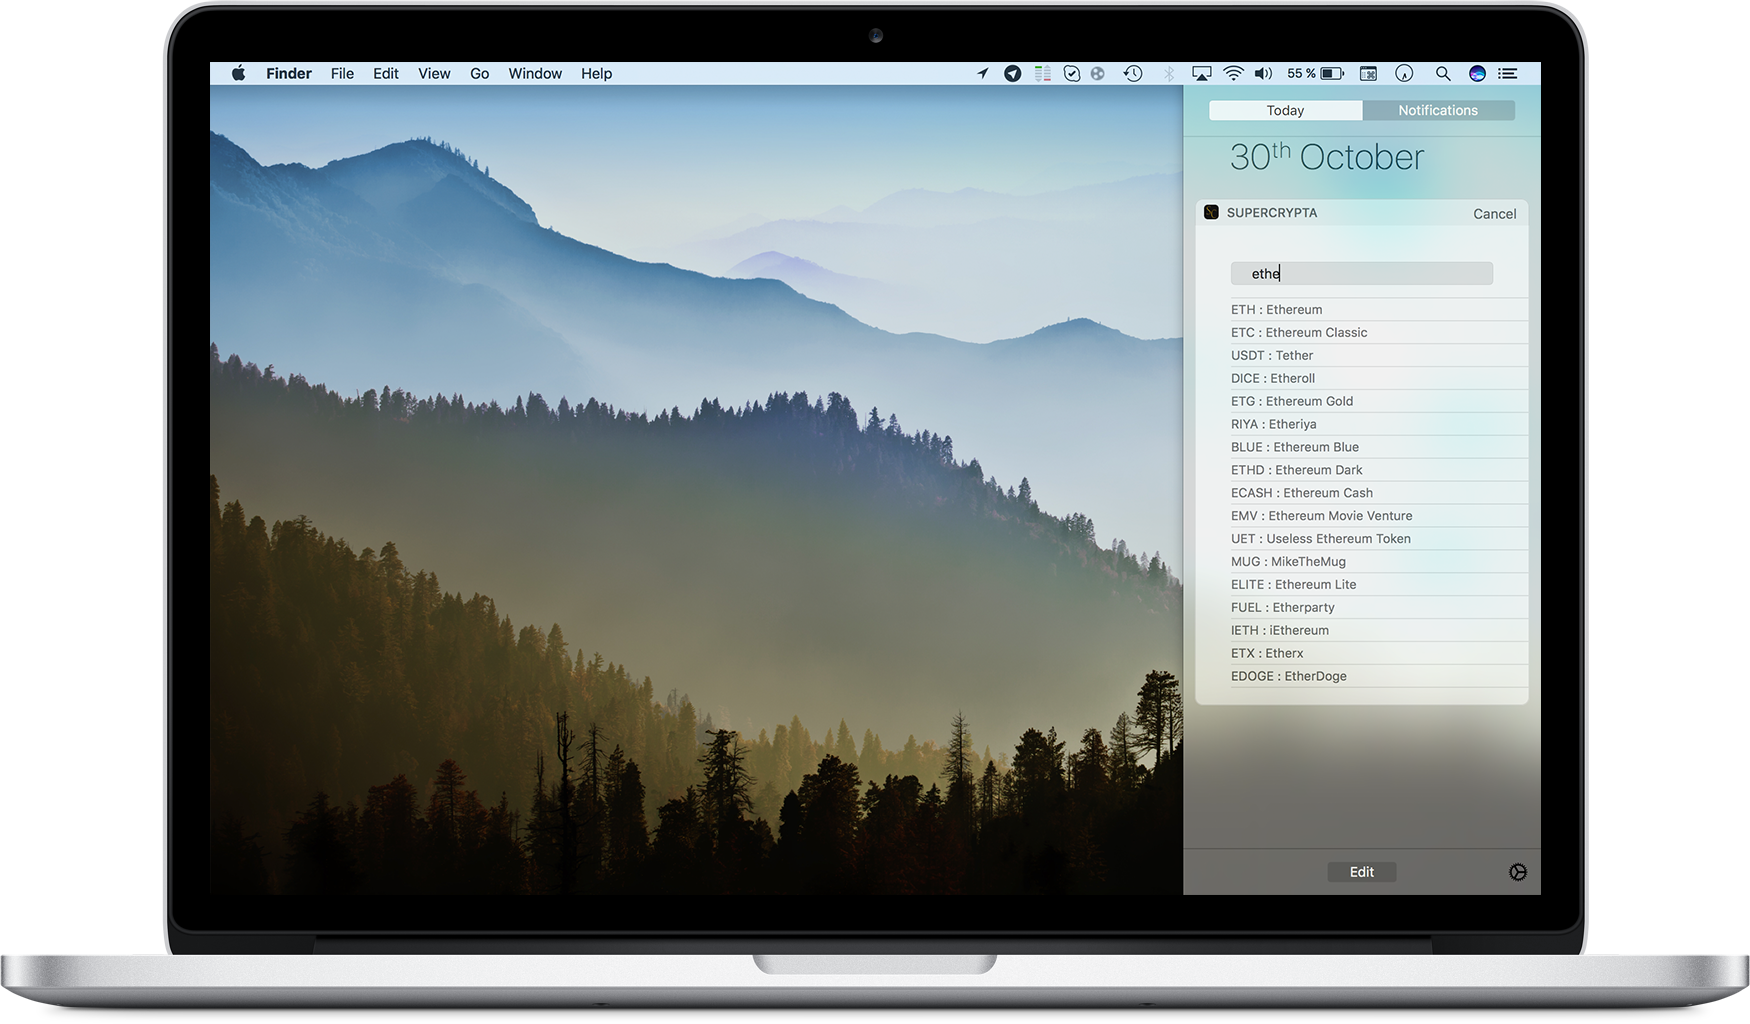 Finder File Edit View Go Window Help 55 %
Today Notifications
30th October
SUPERCRYPTA Cancel
ethe
ETH : Ethereum
ETC : Ethereum Classic
USDT : Tether
DICE : Etheroll
ETG : Ethereum Gold
RIYA : Etheriya
BLUE : Ethereum Blue
ETHD : Ethereum Dark
ECASH : Ethereum Cash
EMV : Ethereum Movie Venture
UET : Useless Ethereum Token
MUG : MikeTheMug
ELITE : Ethereum Lite
FUEL : Etherparty
IETH : iEthereum
ETX : Etherx
EDOGE : EtherDoge
Edit